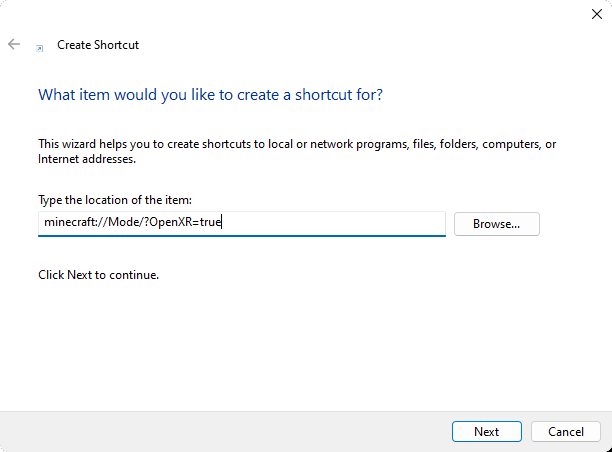 Create Shortcut
What item would you like to create a shortcut for?
This wizard helps you to create shortcuts to local or network programs, files, folders, computers, or
Internet addresses.
Type the location of the item:
minecraft://Mode/?OpenXR=true
Browse...
Click Next to continue.
Next
Cancel